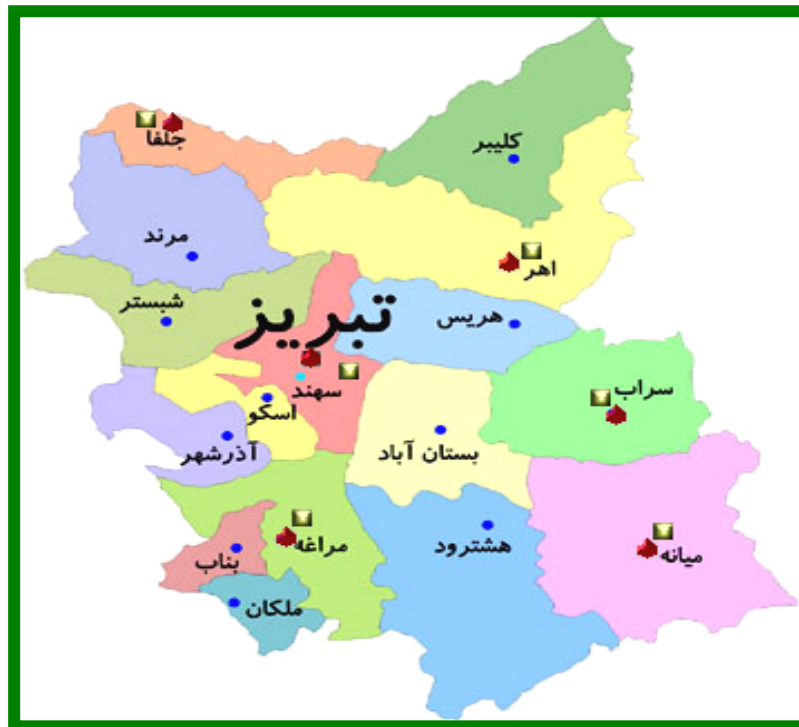 جلفا
کلیبر
مرند
اهر
شبستر
تبریز
هریس
سهند
سراب
اسکو
آذرشهر
بستان آباد
مراغه
هشترود
میانه
بناب
ملکان